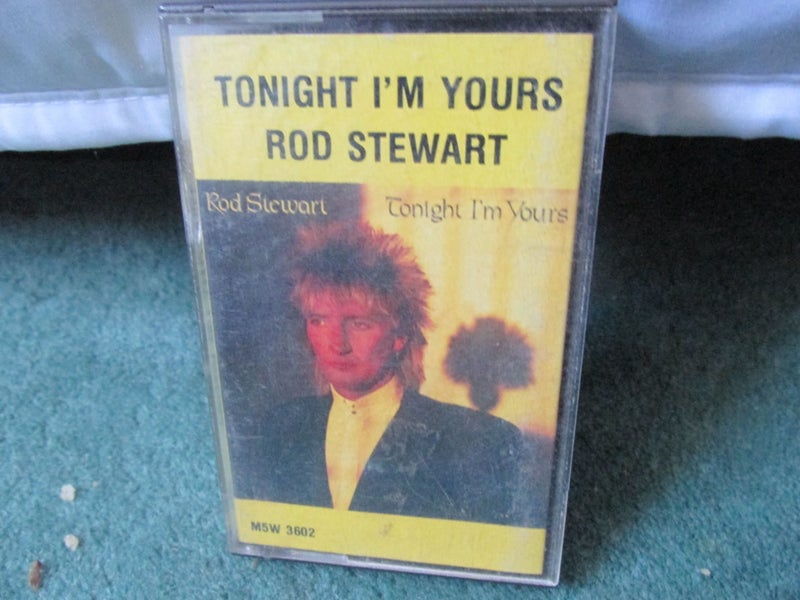 TONIGHT I'M YOURS
ROD STEWART
Rod Stewart Tonight I'm Yours
M5W 3602